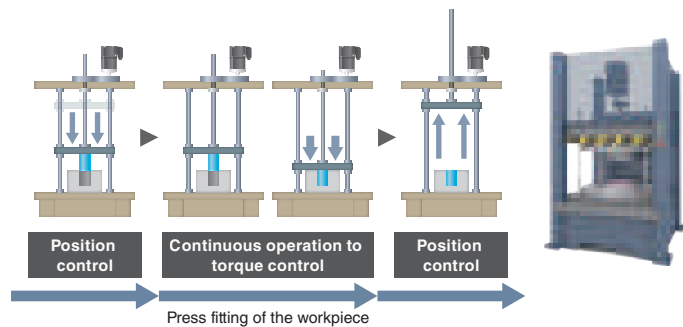 Position
control
Continuous operation to
torque control
Position
control
Press fitting of the workpiece